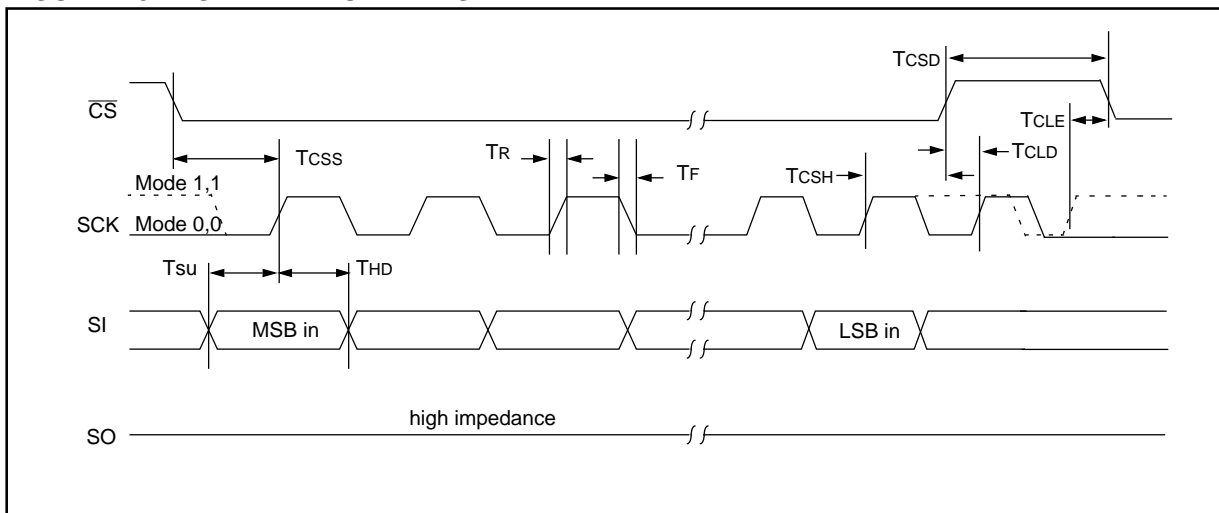 TCSD
CS
TCLE
TCSS
TR
TF
TCSH
TCLD
Mode 1,1
SCK
Mode 0,0
Tsu
THD
SI
MSB in
LSB in
high impedance
SO